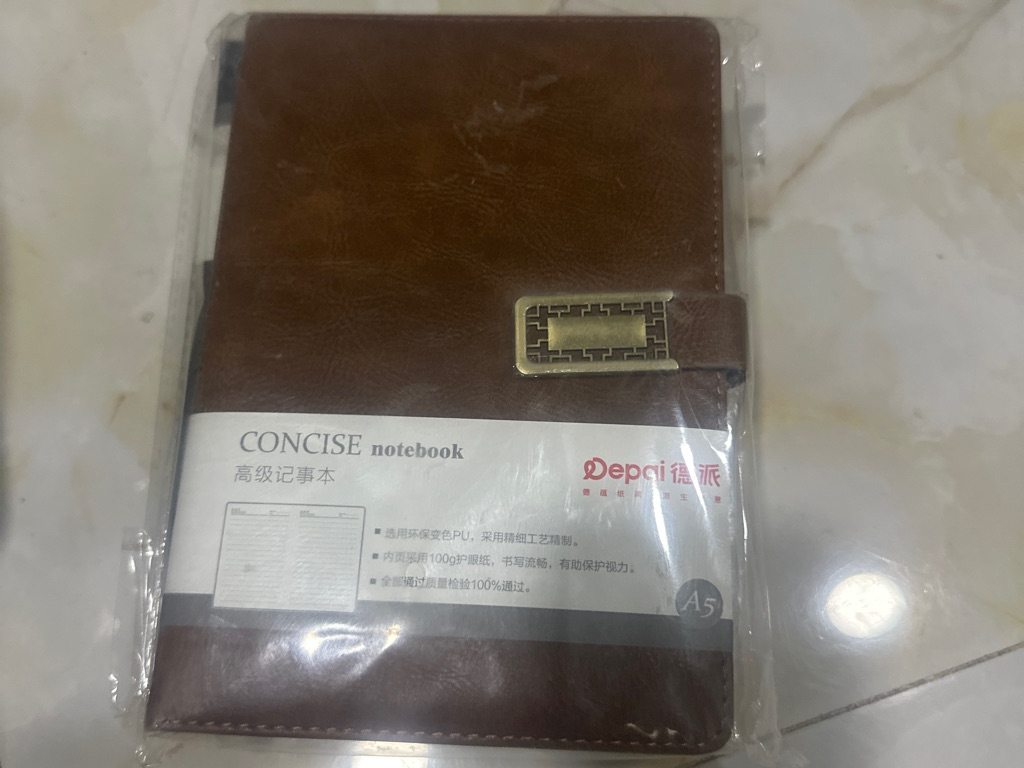 CONCISE notebook
高级记事本
Depai 德派
■ 选用环保变色PU，采用精细工艺精制。
■ 内页采用100g护眼纸，书写流畅，有助保护视力。
■ 全部通过质量检验100%通过。
A5